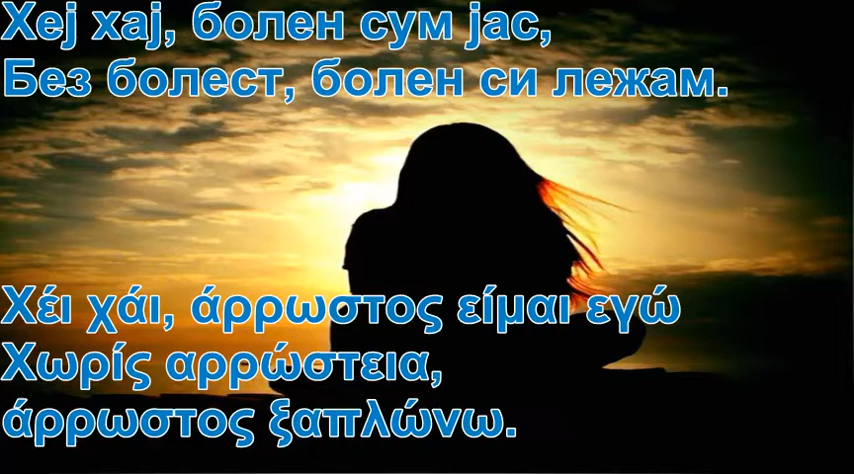 Хеј хај, болен сум јас,
Без болест, болен си лежам.
Χέι χάι, άρρωστος είμαι εγώ
Χωρίς αρρώστεια,
άρρωστος ξαπλώνω.